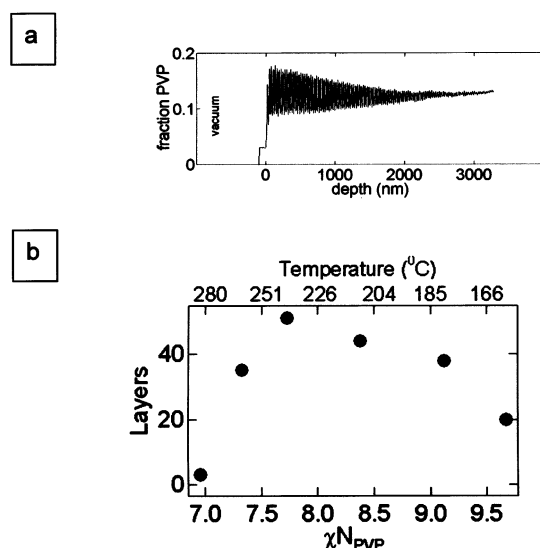 a
0.2
0.1
0
fraction PVP
vacuum
0 1000 2000 3000
depth (nm)
b
Temperature (⁰C)
280 251 226 204 185 166
40
20
0
Layers
7.0 7.5 8.0 8.5 9.0 9.5
χN_PVP